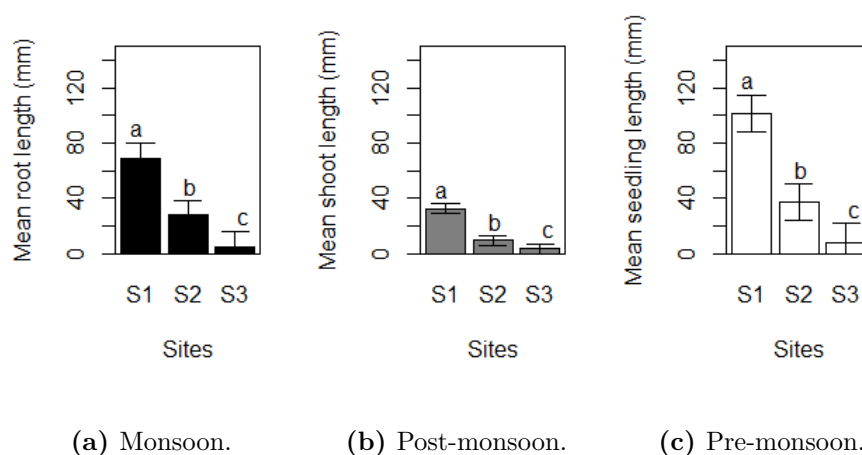 Mean root length (mm)
0 40 80 120
a
b
c
S1 S2 S3
Sites
(a) Monsoon.
Mean shoot length (mm)
0 40 80 120
a
b
c
S1 S2 S3
Sites
(b) Post-monsoon.
Mean seedling length (mm)
0 40 80 120
a
b
c
S1 S2 S3
Sites
(c) Pre-monsoon.